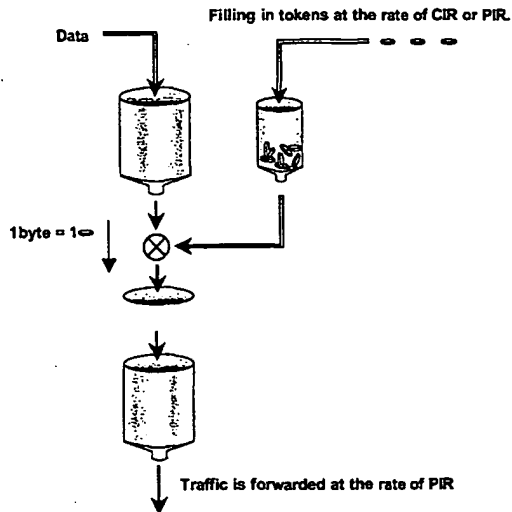 Filling in tokens at the rate of CIR or PIR.
Data
1byte = 1
Traffic is forwarded at the rate of PIR